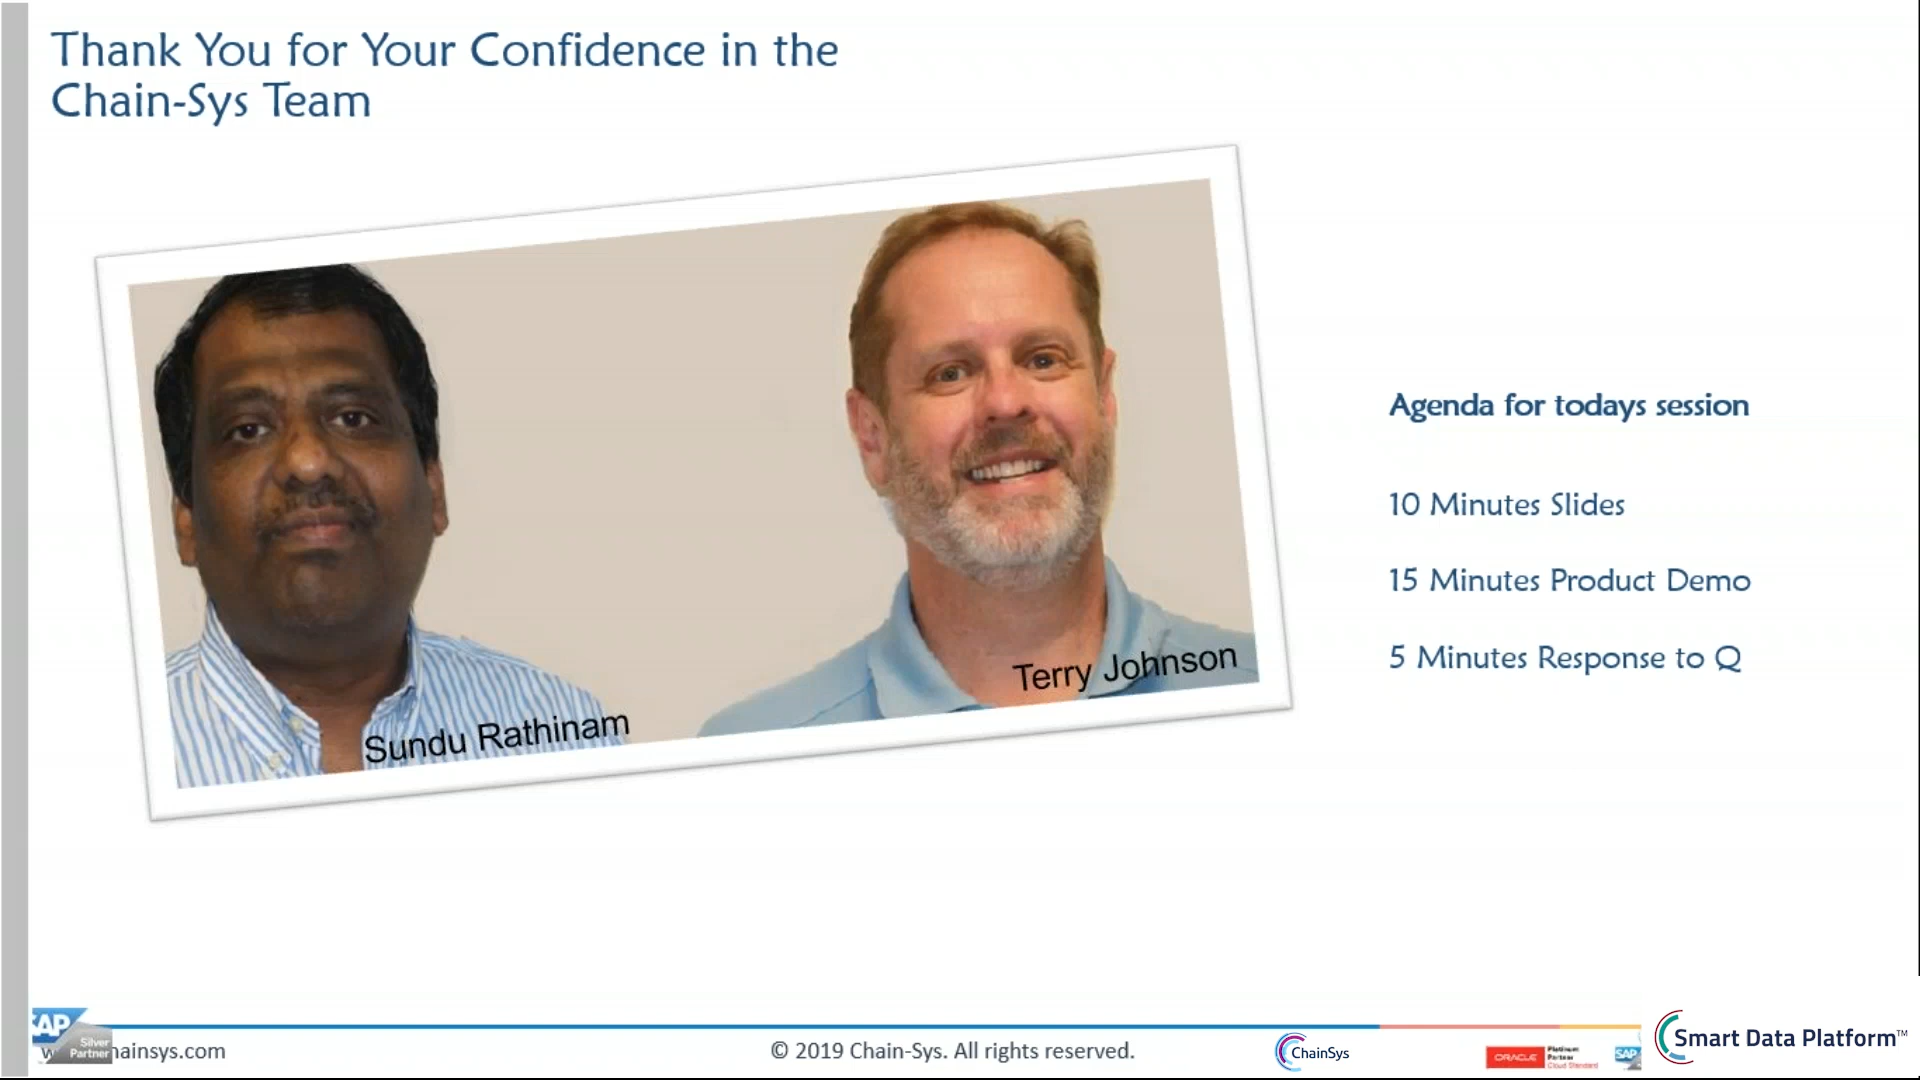 Thank You for Your Confidence in the
Chain-Sys Team
Sundu Rathinam
Terry Johnson
Agenda for todays session
10 Minutes Slides
15 Minutes Product Demo
5 Minutes Response to Q
SAP
Silver
Partner
hainsys.com
© 2019 Chain-Sys. All rights reserved.
ChainSys
ORACLE
Platinum
Partner
Cloud Standard
SAP
Smart Data Platform™